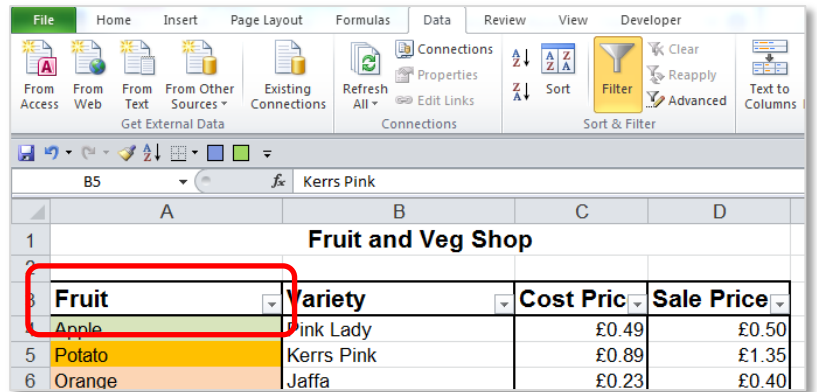 File Home Insert Page Layout Formulas Data Review View Developer
Connections Clear
Properties Reapply
From Access From Web From Text From Other Sources Existing Connections Refresh All Edit Links Sort Filter Advanced Text to Columns
Get External Data Connections Sort & Filter
B5 fx Kerrs Pink
A B C D
1 Fruit and Veg Shop
2
3 Fruit Variety Cost Pric Sale Price
4 Apple Pink Lady £0.49 £0.50
5 Potato Kerrs Pink £0.89 £1.35
6 Orange Jaffa £0.23 £0.40